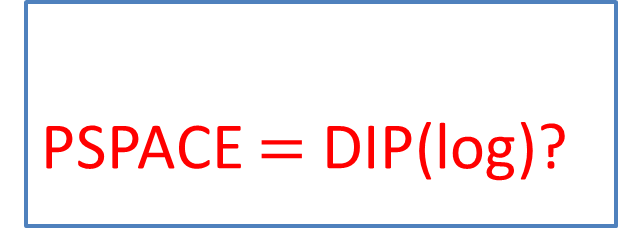 PSPACE = DIP(log)?